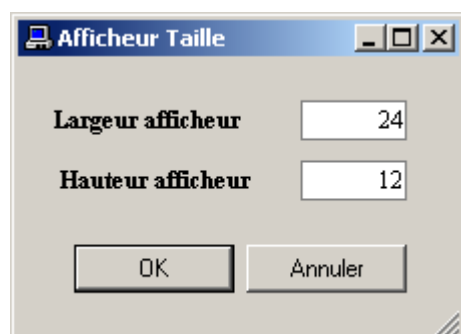 Afficheur Taille
Largeur afficheur 24
Hauteur afficheur 12
OK Annuler